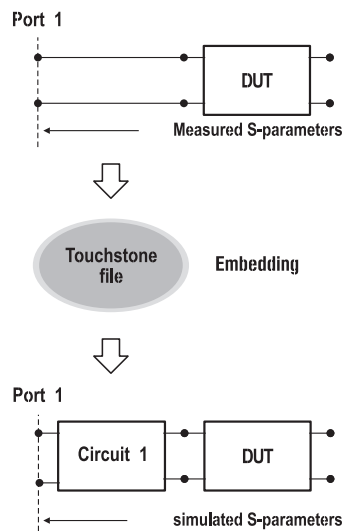 Port 1
DUT
Measured S-parameters
Touchstone
file
Embedding
Port 1
Circuit 1
DUT
simulated S-parameters